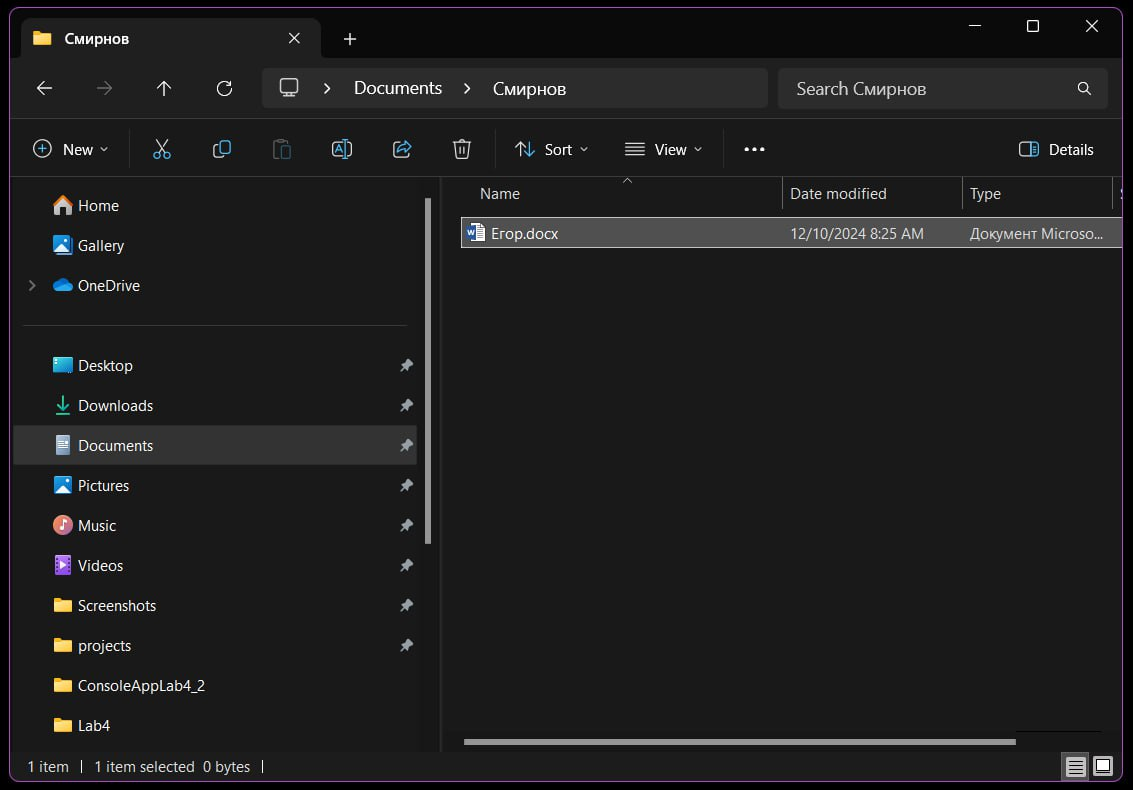 Смирнов
Documents Смирнов Search Смирнов
New Sort View Details
Name Date modified Type
Егор.docx 12/10/2024 8:25 AM Документ Microso...
Home
Gallery
OneDrive
Desktop
Downloads
Documents
Pictures
Music
Videos
Screenshots
projects
ConsoleAppLab4_2
Lab4
1 item 1 item selected 0 bytes